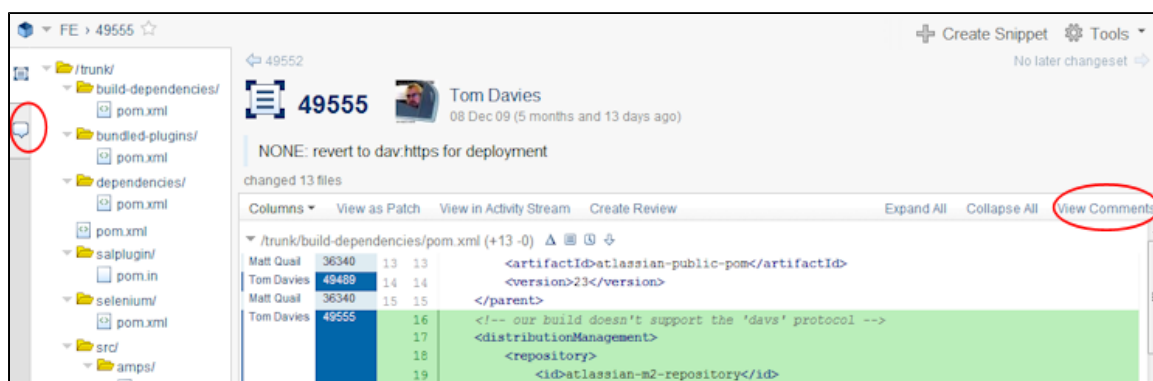 FE › 49555
Create Snippet Tools
/trunk/
build-dependencies/
pom.xml
bundled-plugins/
pom.xml
dependencies/
pom.xml
pom.xml
salplugin/
pom.in
selenium/
pom.xml
src/
amps/
49552
No later changeset
49555
Tom Davies
08 Dec 09 (5 months and 13 days ago)
NONE: revert to dav:https for deployment
changed 13 files
Columns View as Patch View in Activity Stream Create Review Expand All Collapse All View Comments
/trunk/build-dependencies/pom.xml (+13 -0)
Matt Quail 36340 13 13 <artifactId>atlassian-public-pom</artifactId>
Tom Davies 49489 14 14 <version>23</version>
Matt Quail 36340 15 15 </parent>
Tom Davies 49555 16 <!-- our build doesn't support the 'davs' protocol -->
17 <distributionManagement>
18 <repository>
19 <id>atlassian-m2-repository</id>